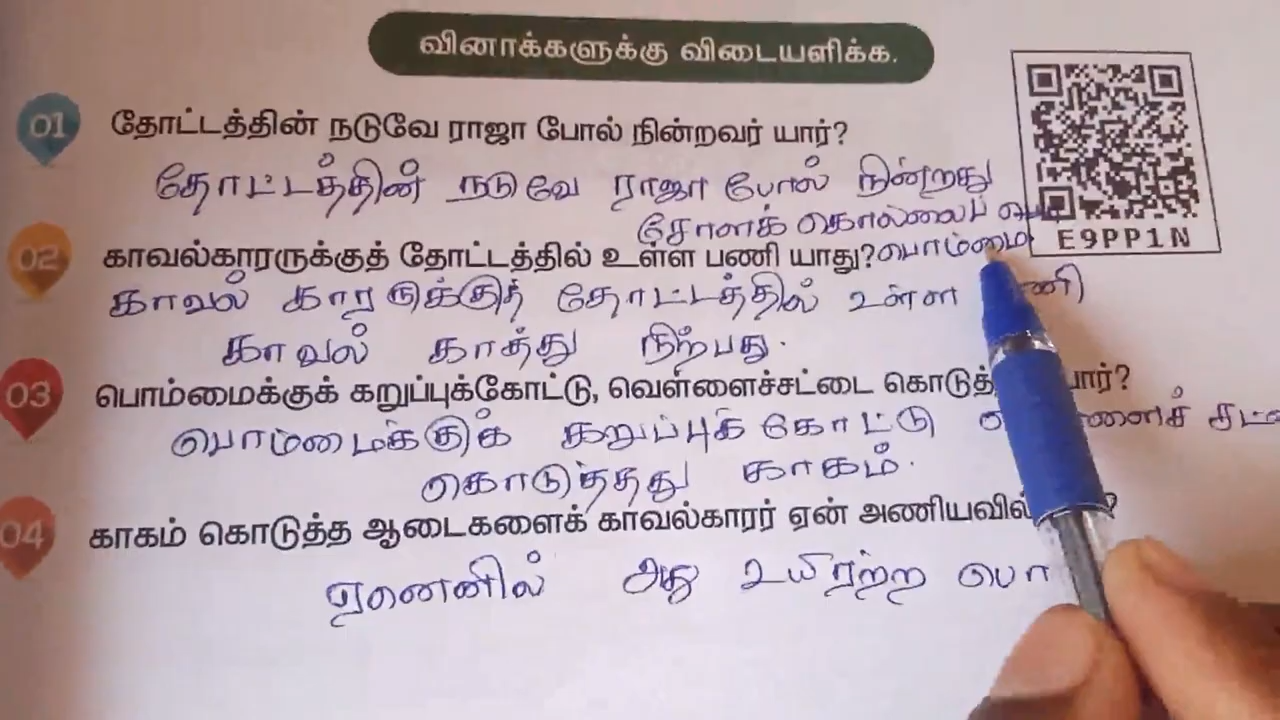 வினாக்களுக்கு விடையளிக்க.
01 தோட்டத்தின் நடுவே ராஜா போல் நின்றவர் யார்?
தோட்டத்தின் நடுவே ராஜா போல் நின்றது
சோளக் கொல்லைப்
E9PP1N
02 காவல்காரருக்குத் தோட்டத்தில் உள்ள பணி யாது? பொம்மை
காவல் காரருக்குத் தோட்டத்தில் உள்ள
காவல் காத்து நிற்பது.
03 பொம்மைக்குக் கறுப்புக்கோட்டு, வெள்ளைச்சட்டை யார்?
பொம்மைக்குக் கறுப்புக் கோட்டு
கொடுத்தது காகம்.
04 காகம் கொடுத்த ஆடைகளைக் காவல்காரர் ஏன்
ஏனெனில் அது உயிரற்ற பொ